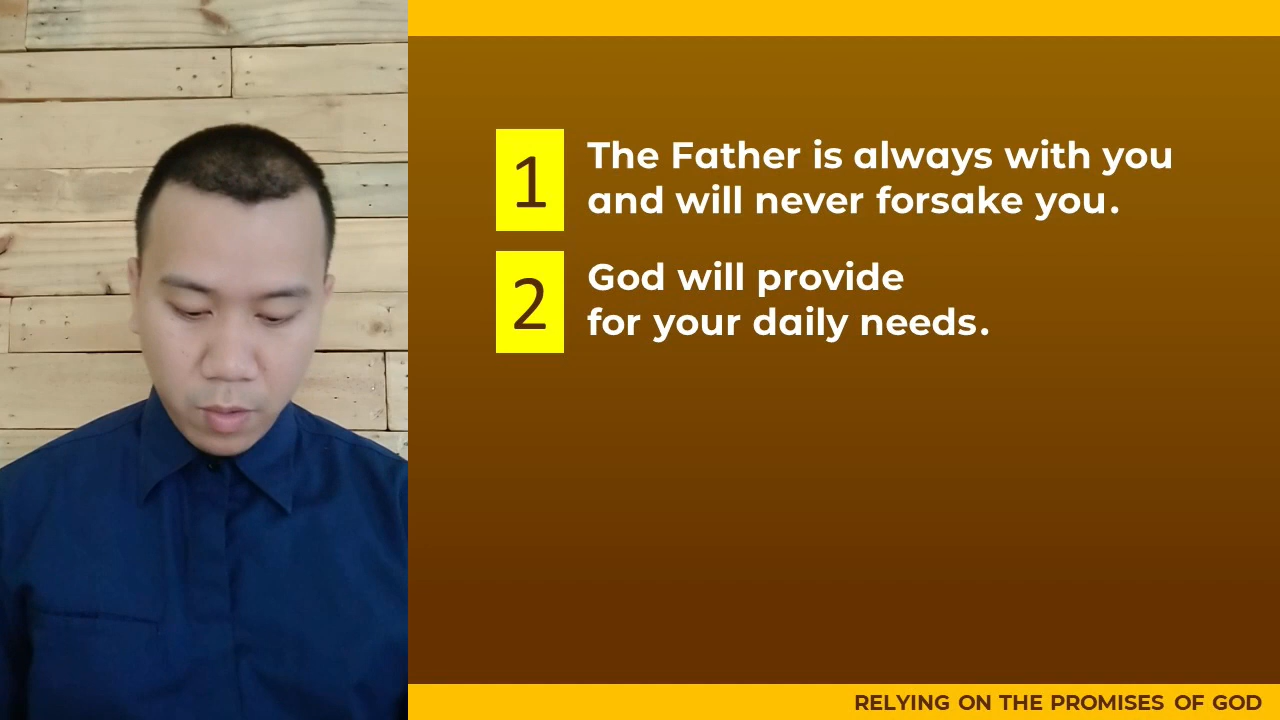 1
The Father is always with you
and will never forsake you.
2
God will provide
for your daily needs.
RELYING ON THE PROMISES OF GOD